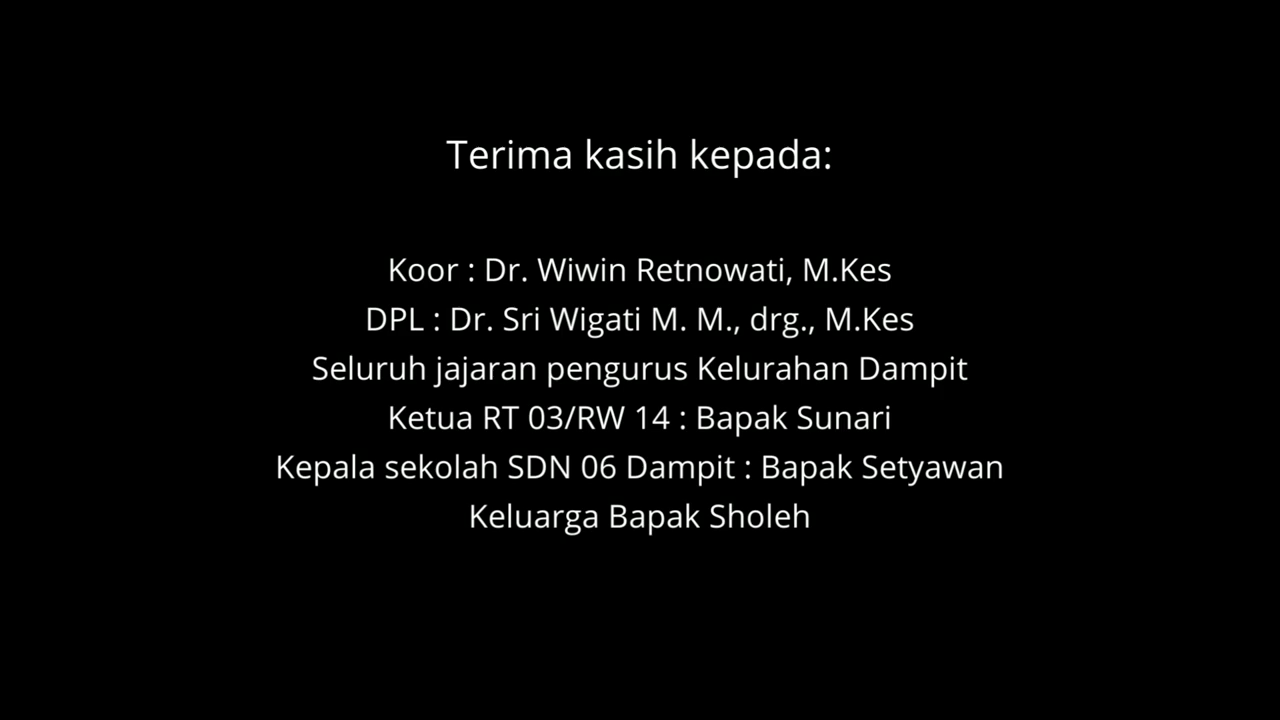 Terima kasih kepada:
Koor : Dr. Wiwin Retnowati, M.Kes
DPL : Dr. Sri Wigati M. M., drg., M.Kes
Seluruh jajaran pengurus Kelurahan Dampit
Ketua RT 03/RW 14 : Bapak Sunari
Kepala sekolah SDN 06 Dampit : Bapak Setyawan
Keluarga Bapak Sholeh